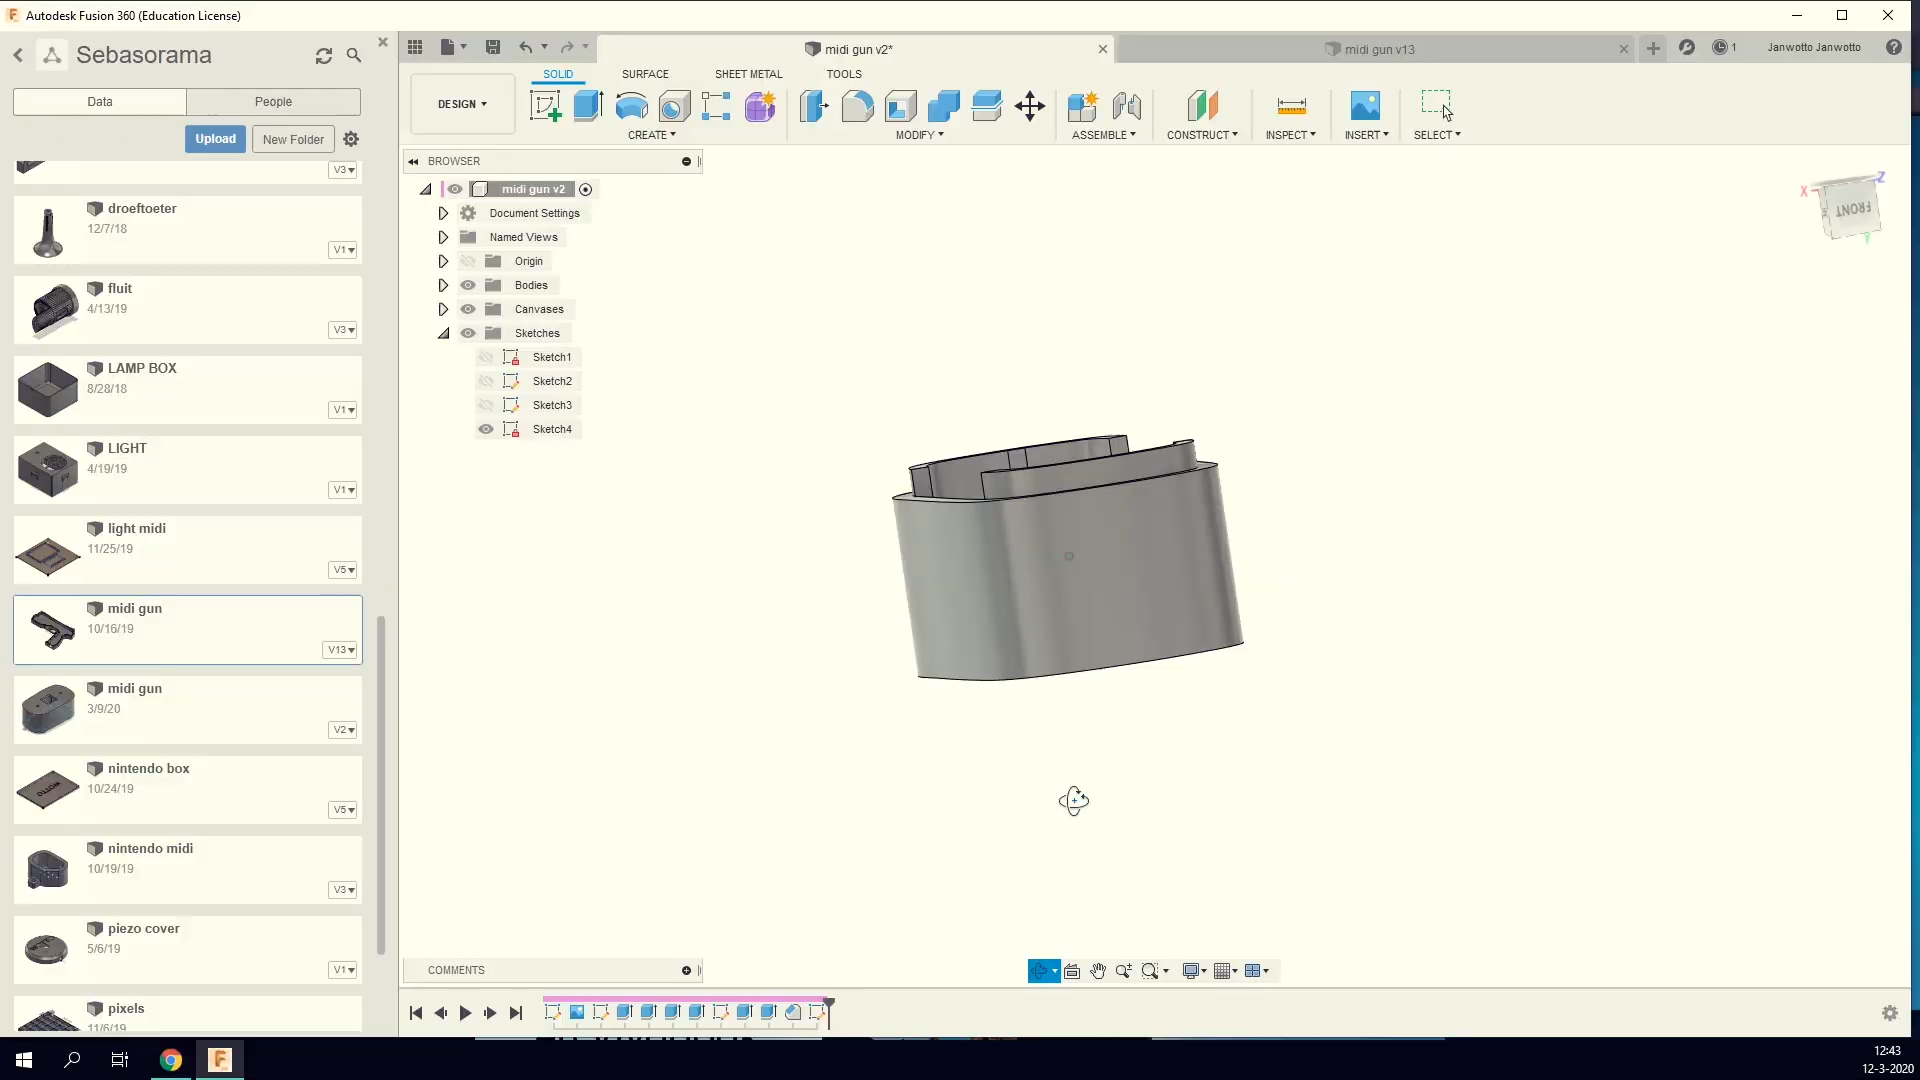 Autodesk Fusion 360 (Education License)
Sebasorama
Data
People
Upload
New Folder
V3
droeftoeter
12/7/18
V1
fluit
4/13/19
V3
LAMP BOX
8/28/18
V1
LIGHT
4/19/19
V1
light midi
11/25/19
V5
midi gun
10/16/19
V13
midi gun
3/9/20
V2
nintendo box
10/24/19
V5
nintendo midi
10/19/19
V3
piezo cover
5/6/19
V1
pixels
11/6/19
midi gun v2*
midi gun v13
1
Janwotto Janwotto
DESIGN
SOLID
SURFACE
SHEET METAL
TOOLS
CREATE
MODIFY
ASSEMBLE
CONSTRUCT
INSPECT
INSERT
SELECT
BROWSER
midi gun v2
Document Settings
Named Views
Origin
Bodies
Canvases
Sketches
Sketch1
Sketch2
Sketch3
Sketch4
X
Z
FRONT
Y
COMMENTS
12:43
12-3-2020